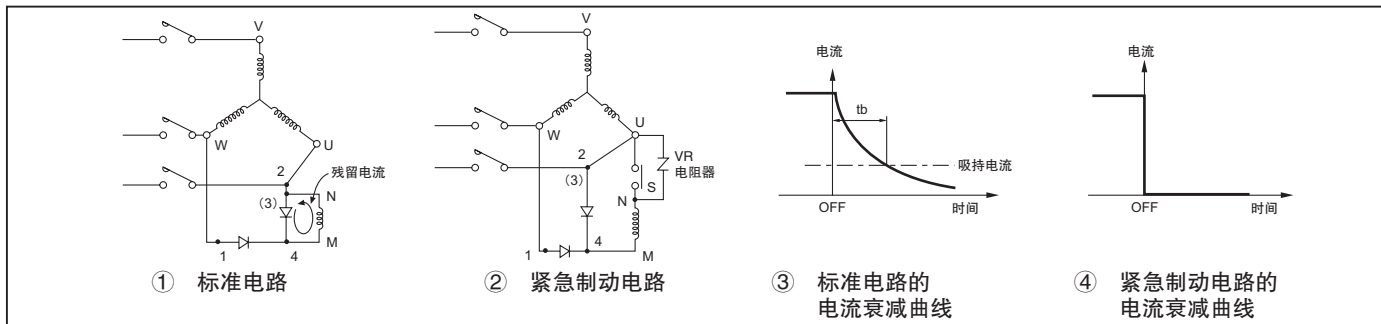 V
W
U
2
残留电流
(3)
N
M
1
4
① 标准电路
V
W
U
2
VR
电阻器
(3)
S
N
1
4
M
② 紧急制动电路
电流
tb
吸持电流
OFF
时间
③ 标准电路的
电流衰减曲线
电流
OFF
时间
④ 紧急制动电路的
电流衰减曲线